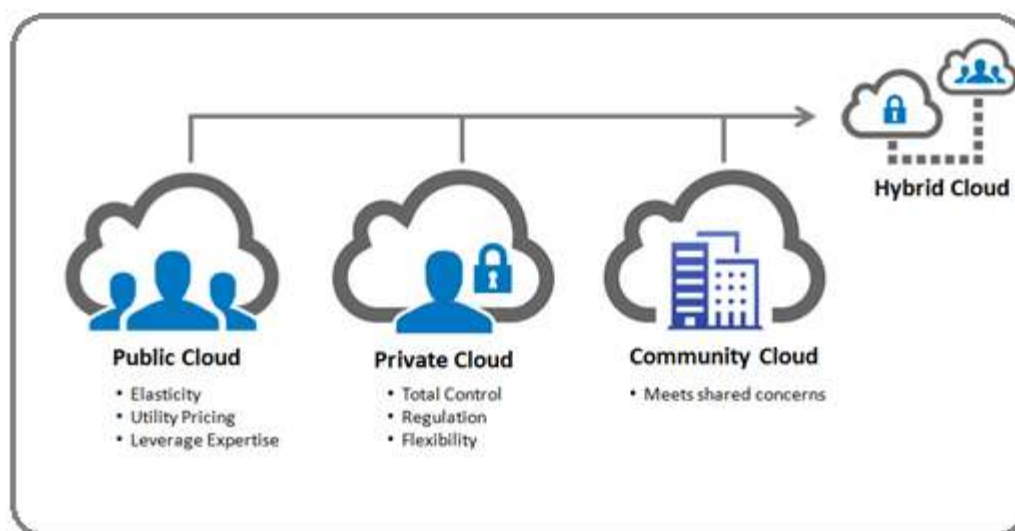 Hybrid Cloud
Public Cloud
• Elasticity
• Utility Pricing
• Leverage Expertise
Private Cloud
• Total Control
• Regulation
• Flexibility
Community Cloud
• Meets shared concerns